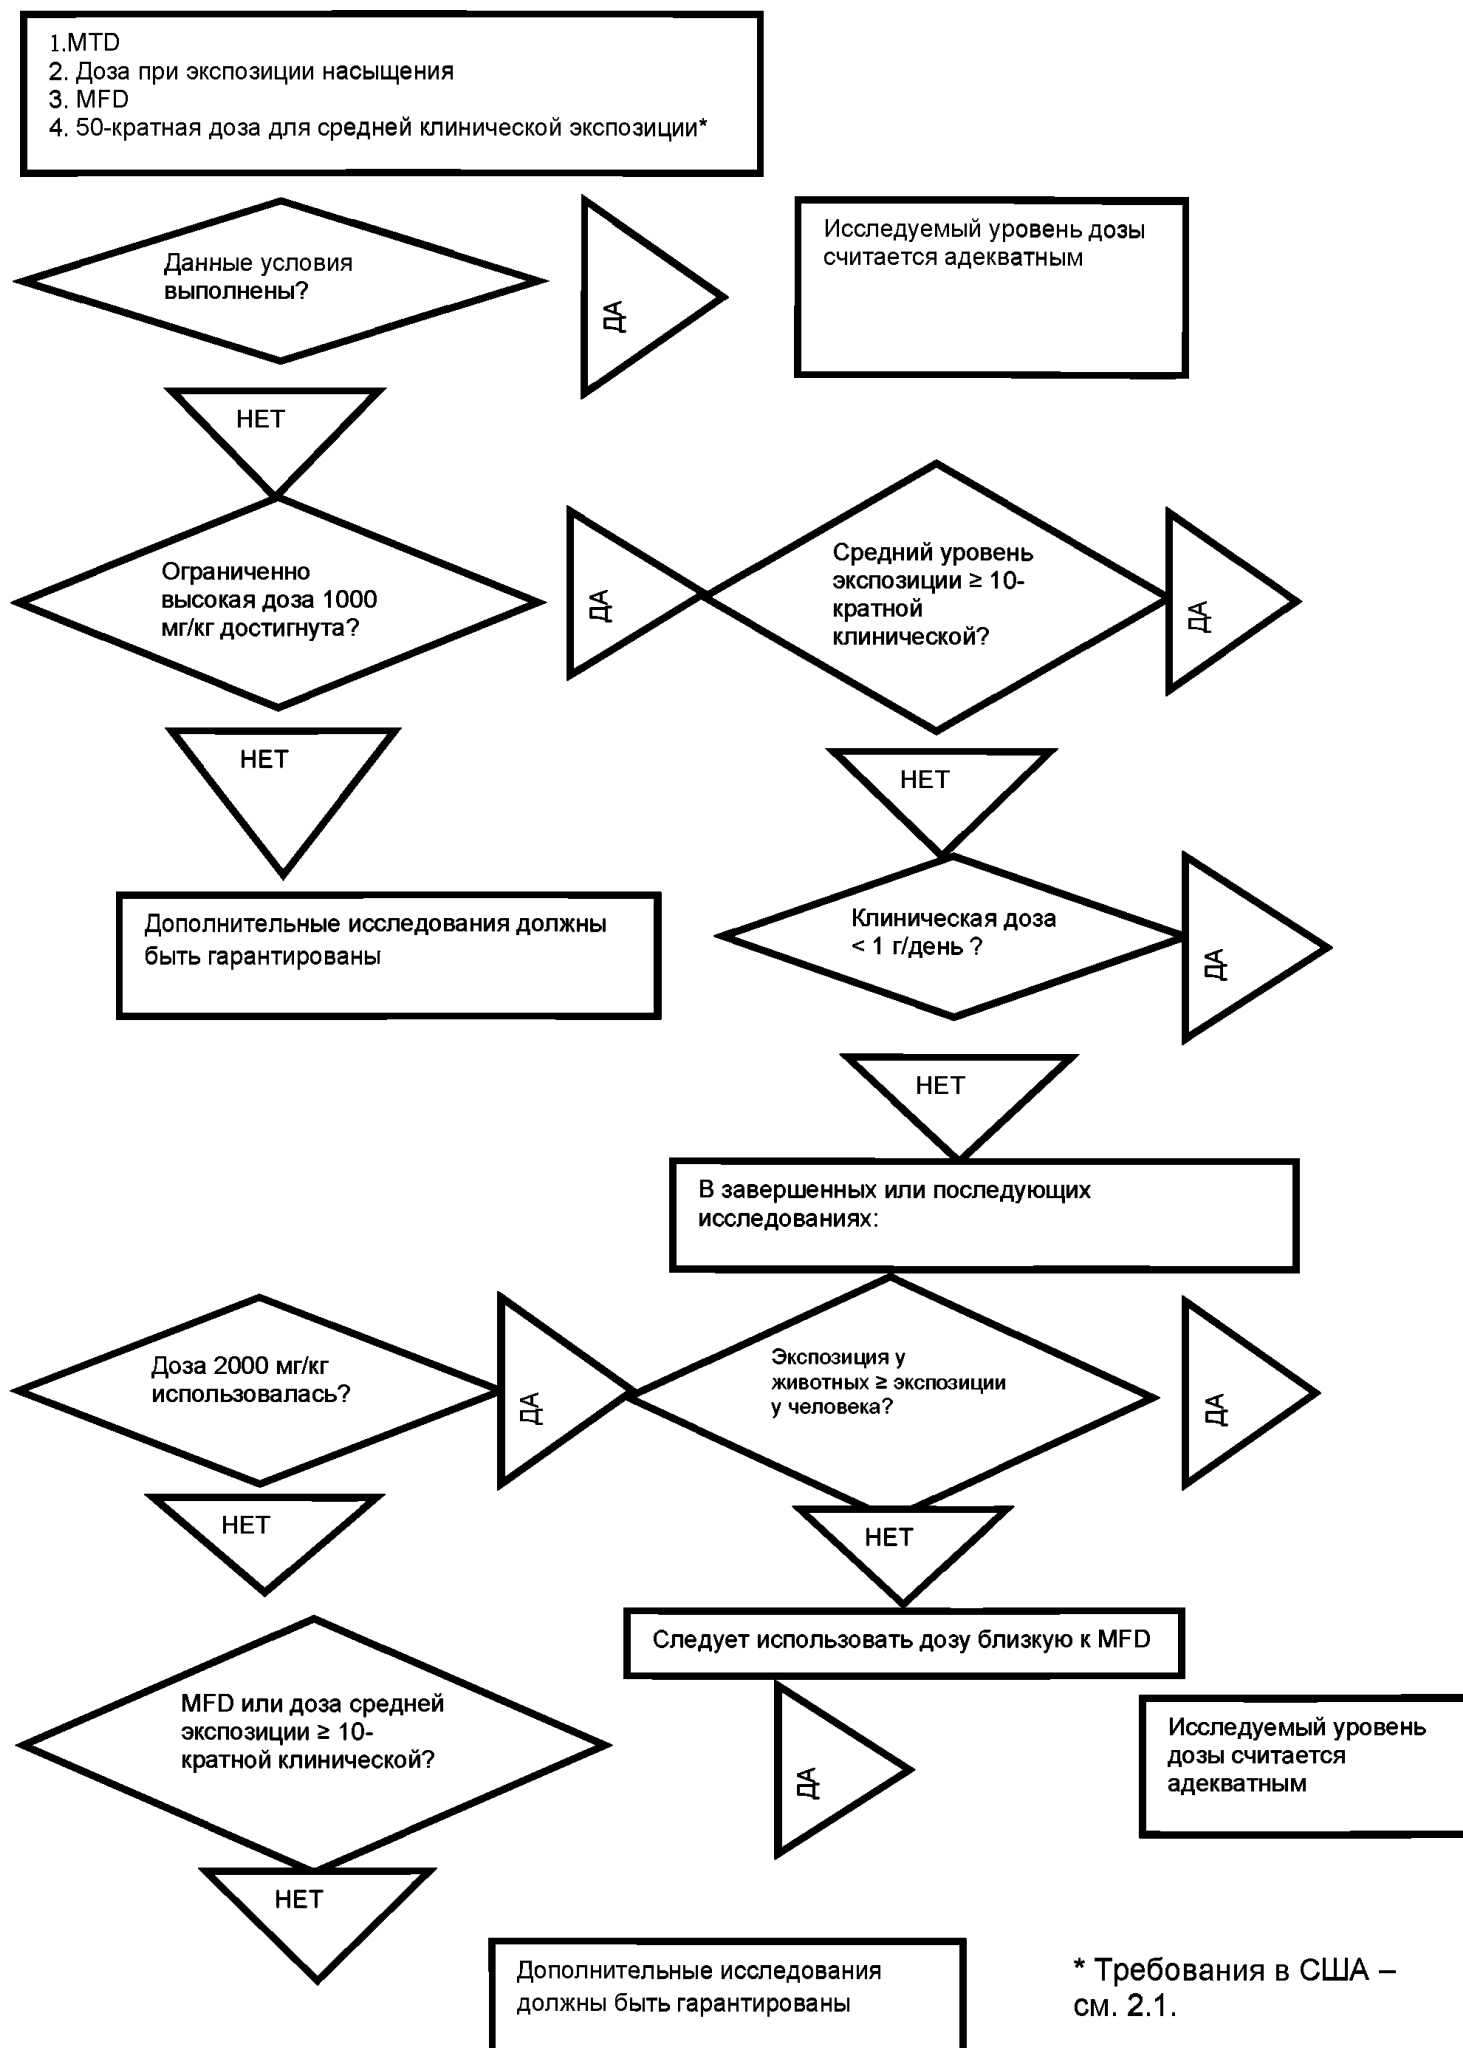 1.MTD
2. Доза при экспозиции насыщения
3. MFD
4. 50-кратная доза для средней клинической экспозиции*
Данные условия
выполнены?
ДА
Исследуемый уровень дозы
считается адекватным
НЕТ
Ограниченно
высокая доза 1000
мг/кг достигнута?
ДА
Средний уровень
экспозиции ≥ 10-
кратной
клинической?
ДА
НЕТ
НЕТ
Дополнительные исследования должны
быть гарантированы
Клиническая доза
< 1 г/день ?
ДА
НЕТ
В завершенных или последующих
исследованиях:
Доза 2000 мг/кг
использовалась?
ДА
Экспозиция у
животных ≥ экспозиции
у человека?
ДА
НЕТ
НЕТ
Следует использовать дозу близкую к MFD
MFD или доза средней
экспозиции ≥ 10-
кратной клинической?
ДА
Исследуемый уровень
дозы считается
адекватным
НЕТ
Дополнительные исследования
должны быть гарантированы
* Требования в США –
см. 2.1.